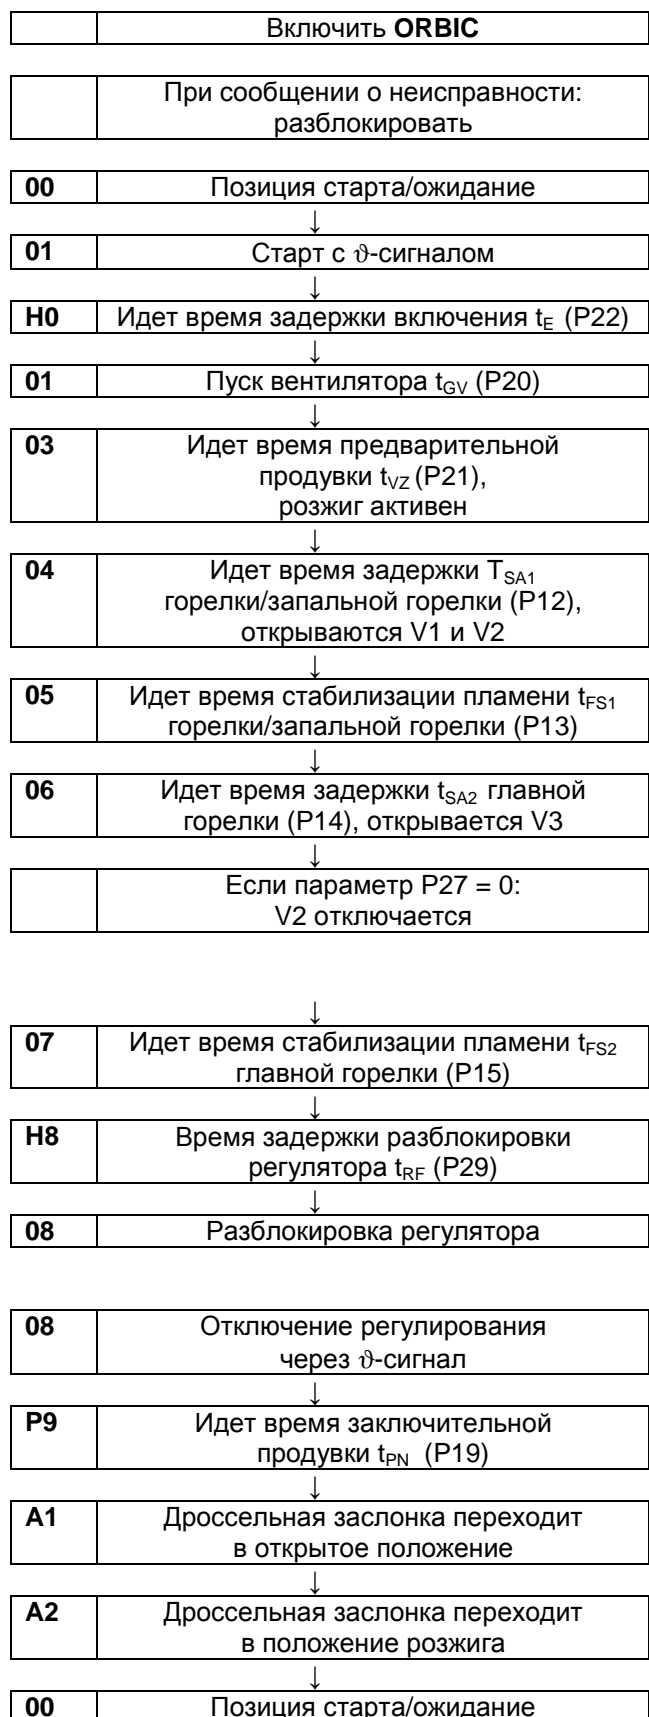 Включить ORBIC
При сообщении о неисправности:
разблокировать
00 Позиция старта/ожидание
↓
01 Старт с ϑ-сигналом
↓
H0 Идет время задержки включения tE (P22)
↓
01 Пуск вентилятора tGV (P20)
↓
03 Идет время предварительной
продувки tVZ (P21),
розжиг активен
↓
04 Идет время задержки TSA1
горелки/запальной горелки (P12),
открываются V1 и V2
↓
05 Идет время стабилизации пламени tFS1
горелки/запальной горелки (P13)
↓
06 Идет время задержки tSA2 главной
горелки (P14), открывается V3
↓
Если параметр P27 = 0:
V2 отключается
↓
07 Идет время стабилизации пламени tFS2
главной горелки (P15)
↓
H8 Время задержки разблокировки
регулятора tRF (P29)
↓
08 Разблокировка регулятора
08 Отключение регулирования
через ϑ-сигнал
↓
P9 Идет время заключительной
продувки tPN (P19)
↓
A1 Дроссельная заслонка переходит
в открытое положение
↓
A2 Дроссельная заслонка переходит
в положение розжига
↓
00 Позиция старта/ожидание